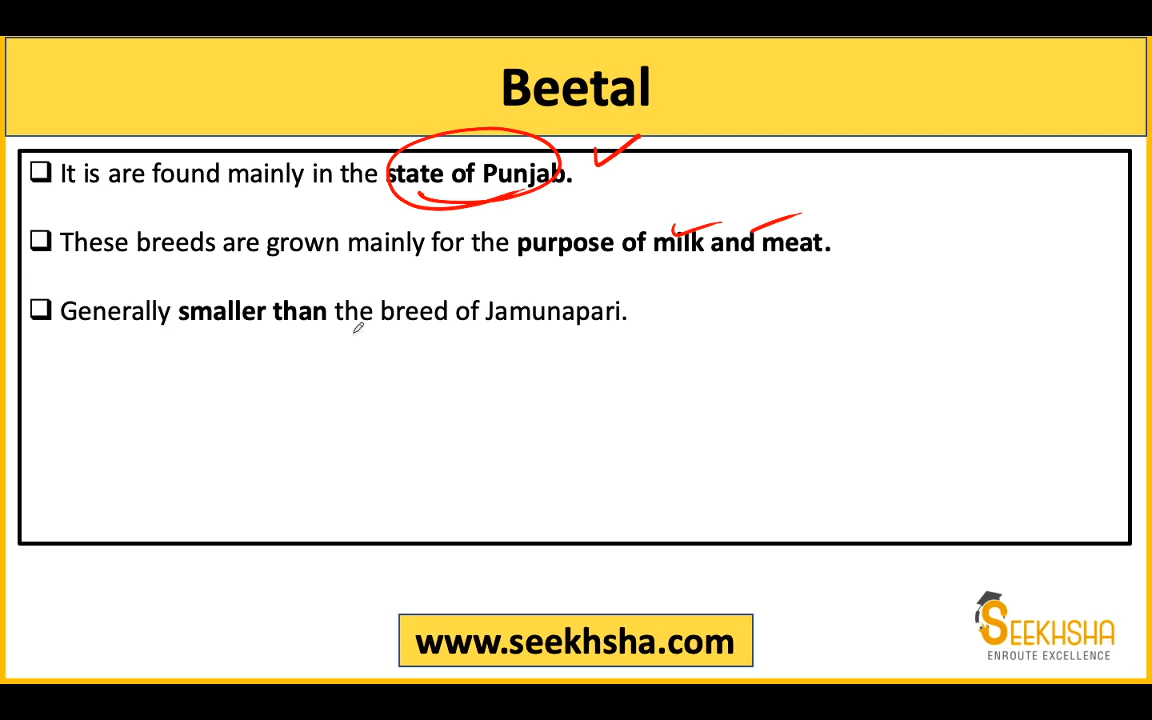 Beetal
It is are found mainly in the state of Punjab.
These breeds are grown mainly for the purpose of milk and meat.
Generally smaller than the breed of Jamunapari.
www.seekhsha.com
SEEKHSHA
ENROUTE EXCELLENCE